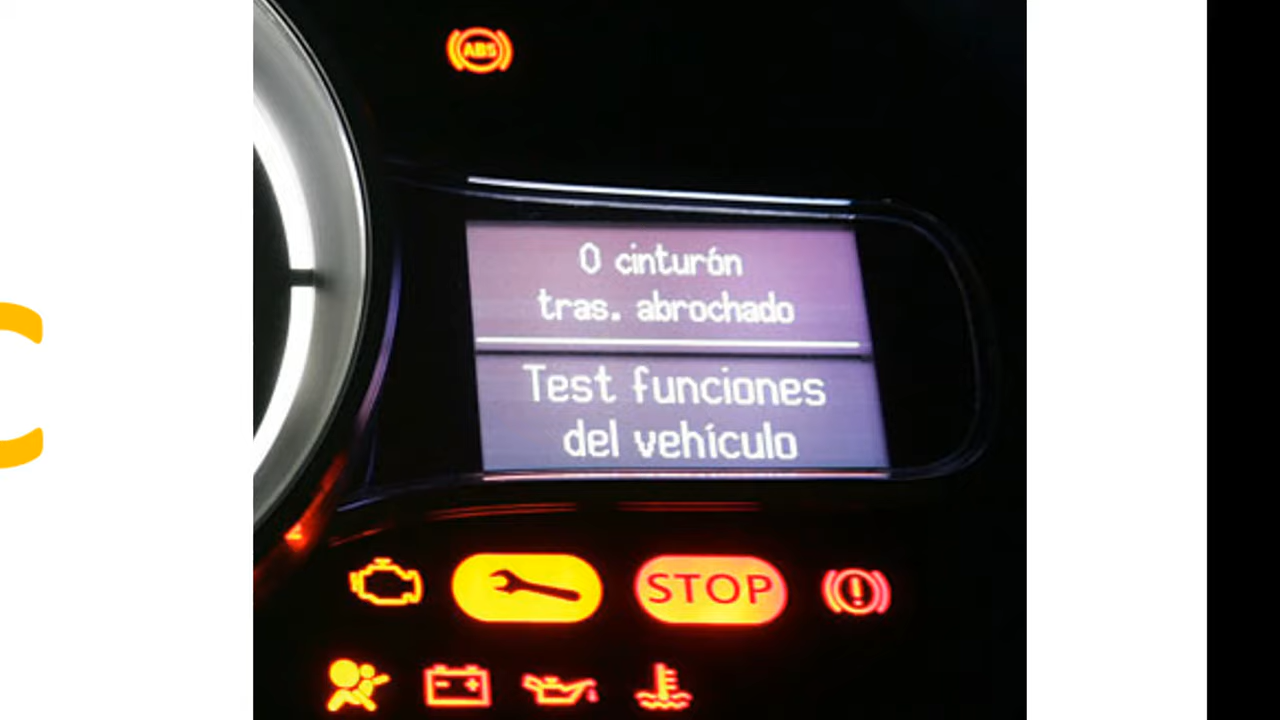 ABS
0 cinturón
tras. abrochado
Test funciones
del vehículo
STOP